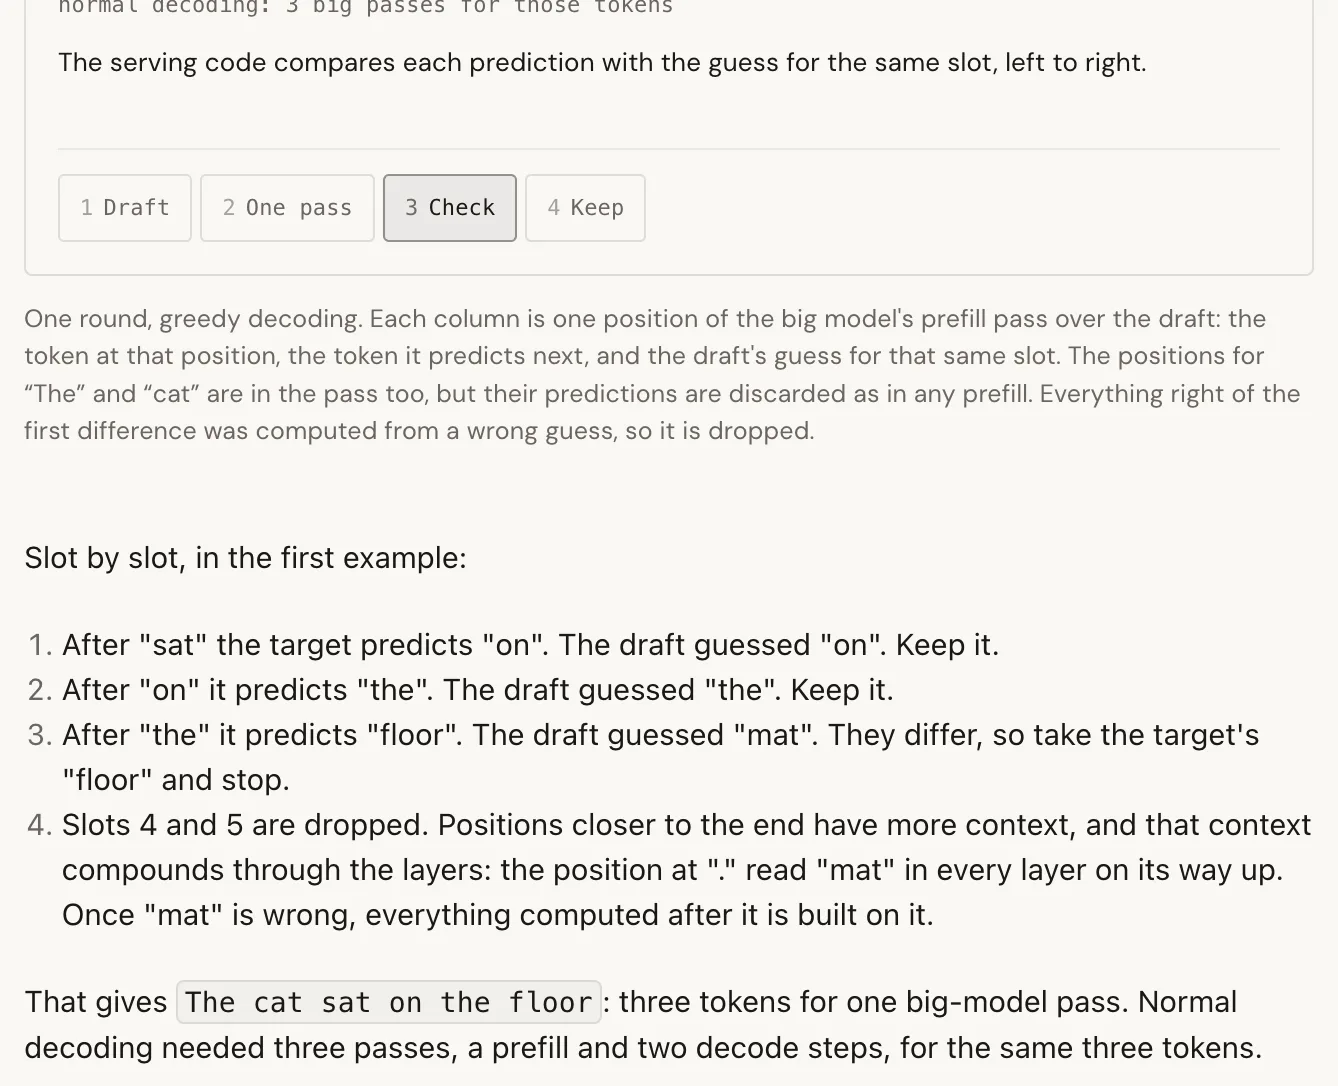 normal decoding: 3 big passes for those tokens
The serving code compares each prediction with the guess for the same slot, left to right.
1 Draft
2 One pass
3 Check
4 Keep
One round, greedy decoding. Each column is one position of the big model's prefill pass over the draft: the
token at that position, the token it predicts next, and the draft's guess for that same slot. The positions for
“The” and “cat” are in the pass too, but their predictions are discarded as in any prefill. Everything right of the
first difference was computed from a wrong guess, so it is dropped.
Slot by slot, in the first example:
1. After "sat" the target predicts "on". The draft guessed "on". Keep it.
2. After "on" it predicts "the". The draft guessed "the". Keep it.
3. After "the" it predicts "floor". The draft guessed "mat". They differ, so take the target's
"floor" and stop.
4. Slots 4 and 5 are dropped. Positions closer to the end have more context, and that context
compounds through the layers: the position at "." read "mat" in every layer on its way up.
Once "mat" is wrong, everything computed after it is built on it.
That gives The cat sat on the floor: three tokens for one big-model pass. Normal
decoding needed three passes, a prefill and two decode steps, for the same three tokens.